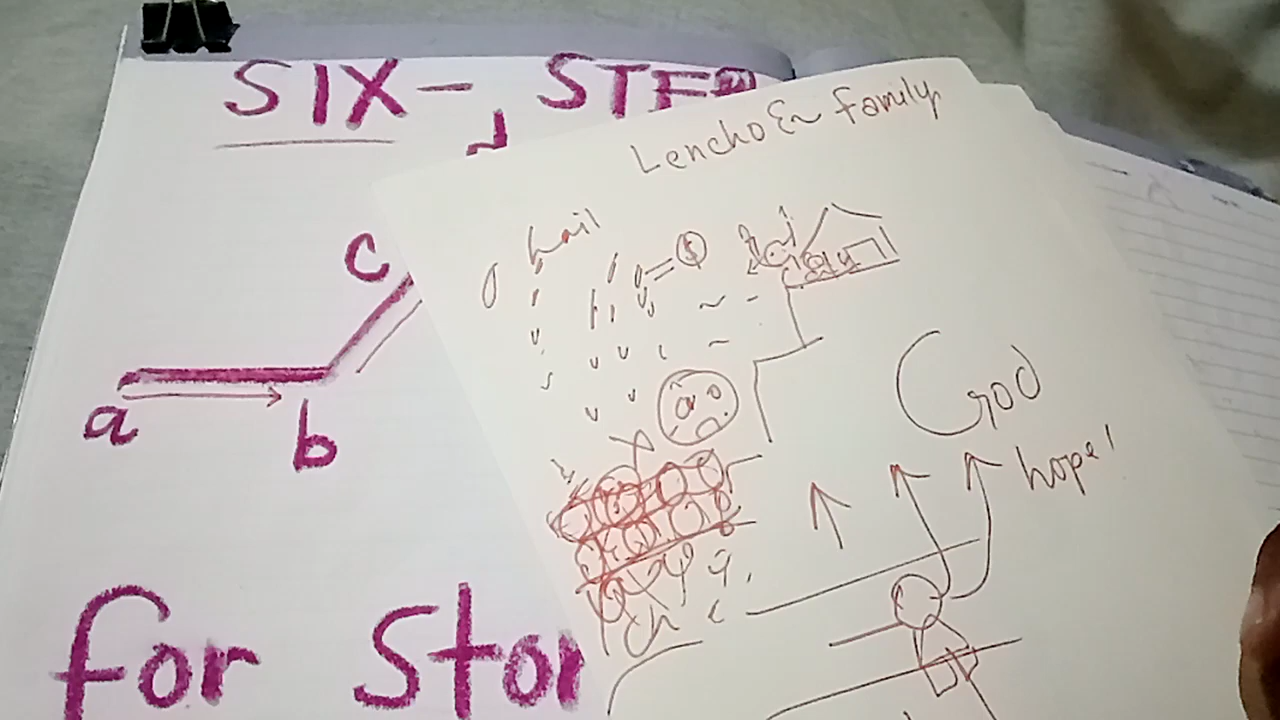 SIX-, STEP
Lencho & family
hail
C
a
b
God
hope!
for Stor